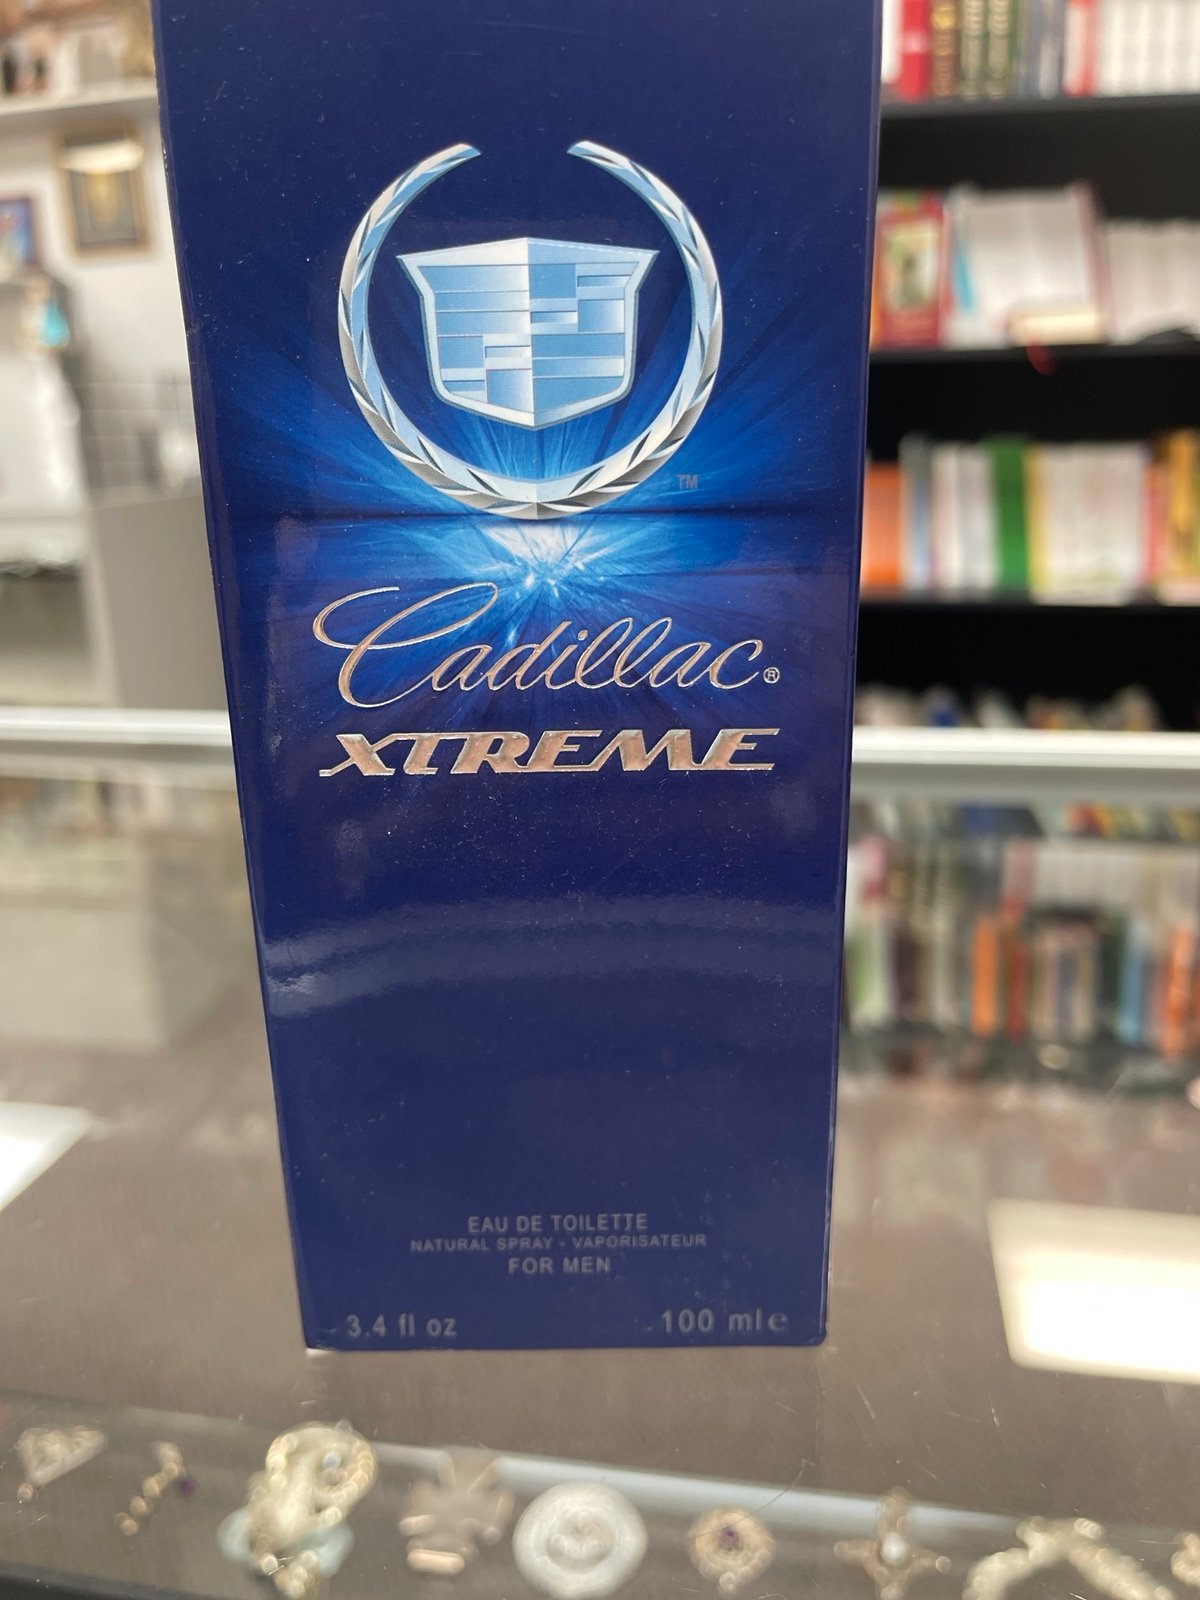 TM
Cadillac®
XTREME
EAU DE TOILETTE
NATURAL SPRAY - VAPORISATEUR
FOR MEN
3.4 fl oz
100 ml e